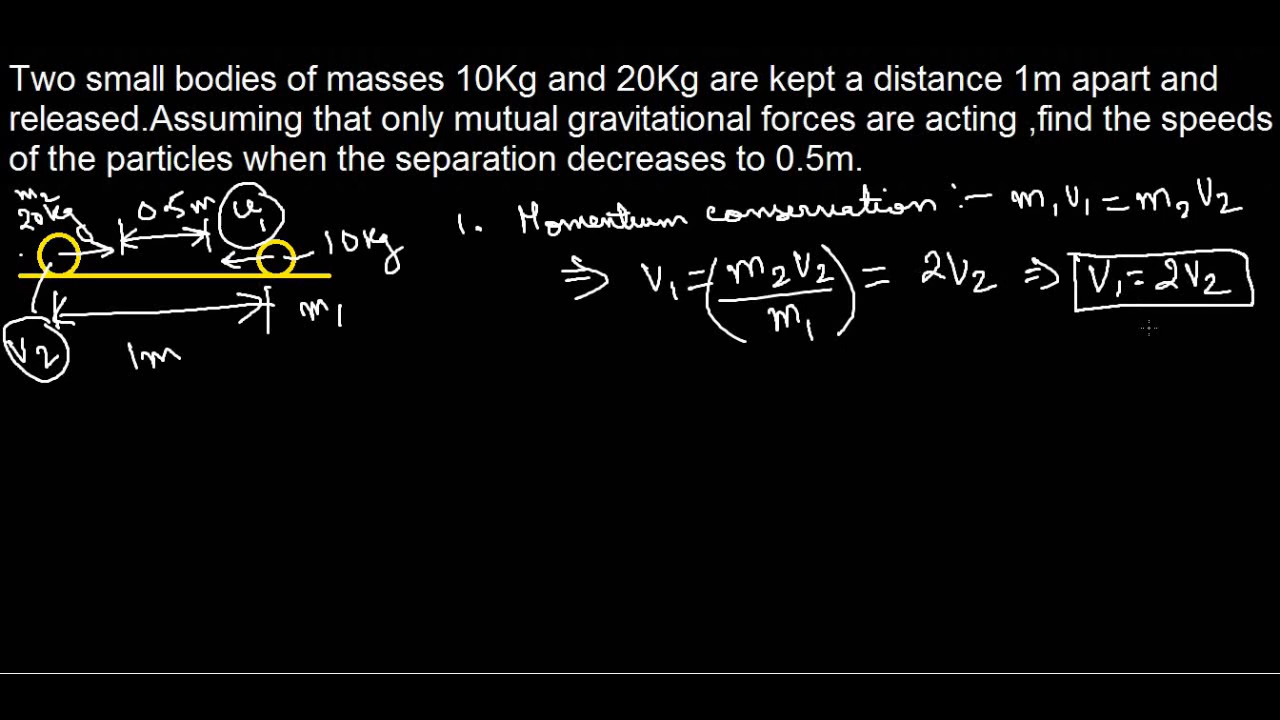 Two small bodies of masses 10Kg and 20Kg are kept a distance 1m apart and
released.Assuming that only mutual gravitational forces are acting ,find the speeds
of the particles when the separation decreases to 0.5m.
m2
20Kg
0.5m
10Kg
m1
V2
1m
1. Momentum conservation :- m1V1 = m2V2
⇒ V1 = (m2V2/m1) = 2V2 ⇒ V1 = 2V2